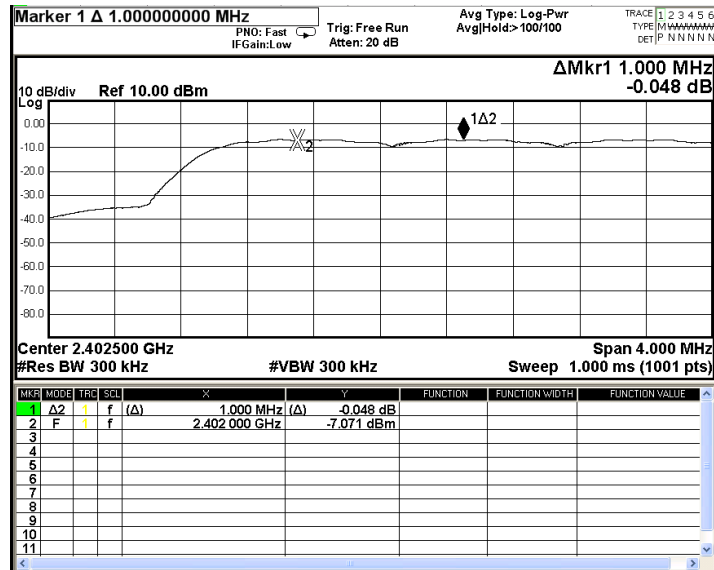 Marker 1 Δ 1.000000000 MHz
PNO: Fast
IFGain:Low
Trig: Free Run
Atten: 20 dB
Avg Type: Log-Pwr
Avg|Hold:>100/100
TRACE 1 2 3 4 5 6
TYPE M WWWWW
DET P N N N N N
ΔMkr1 1.000 MHz
-0.048 dB
10 dB/div Ref 10.00 dBm
Log
0.00
-10.0
-20.0
-30.0
-40.0
-50.0
-60.0
-70.0
-80.0
2
1Δ2
Center 2.402500 GHz
Span 4.000 MHz
#Res BW 300 kHz
#VBW 300 kHz
Sweep 1.000 ms (1001 pts)
MKR MODE TRC SCL X Y FUNCTION FUNCTION WIDTH FUNCTION VALUE
1 Δ2 1 f (Δ) 1.000 MHz (Δ) -0.048 dB
2 F 1 f 2.402 000 GHz -7.071 dBm
3
4
5
6
7
8
9
10
11